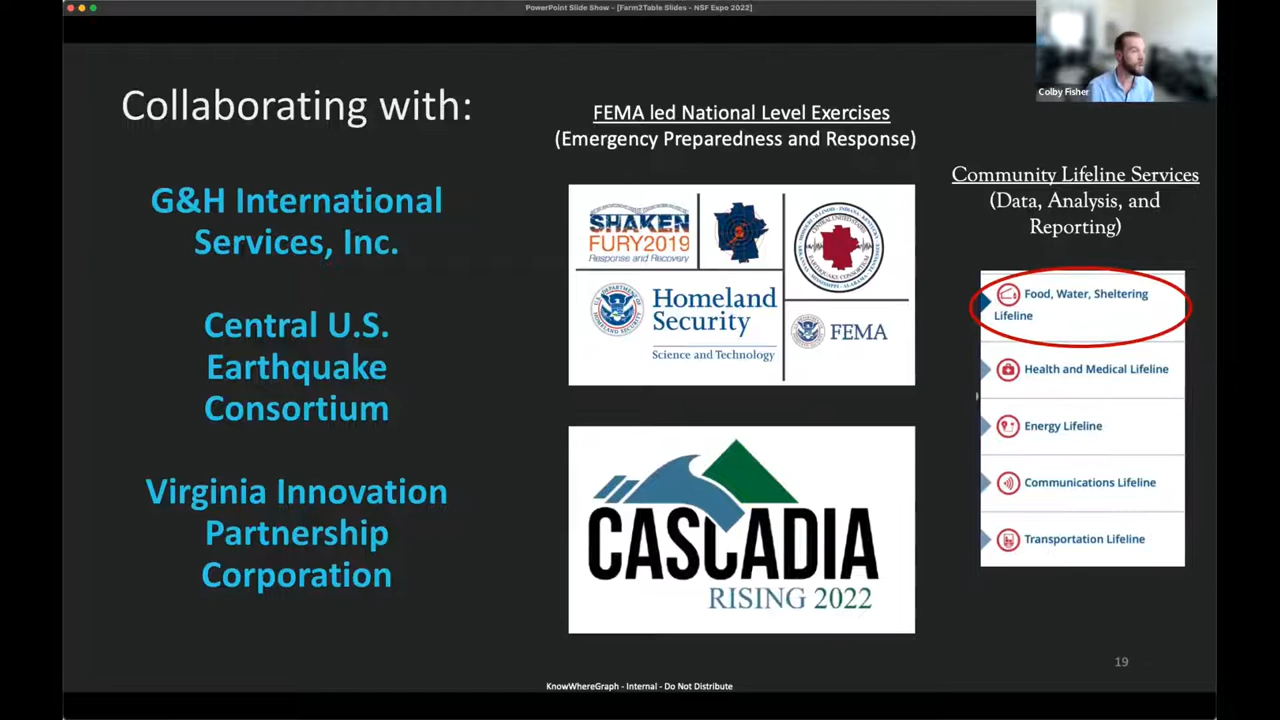 PowerPoint Slide Show - [Farm2Table Slides - NSF Expo 2022]
Colby Fisher
Collaborating with:
G&H International
Services, Inc.
Central U.S.
Earthquake
Consortium
Virginia Innovation
Partnership
Corporation
FEMA led National Level Exercises
(Emergency Preparedness and Response)
SHAKEN
FURY2019
Response and Recovery
Homeland
Security
Science and Technology
FEMA
CASCADIA
RISING 2022
Community Lifeline Services
(Data, Analysis, and
Reporting)
Food, Water, Sheltering
Lifeline
Health and Medical Lifeline
Energy Lifeline
Communications Lifeline
Transportation Lifeline
19
KnowWhereGraph - Internal - Do Not Distribute